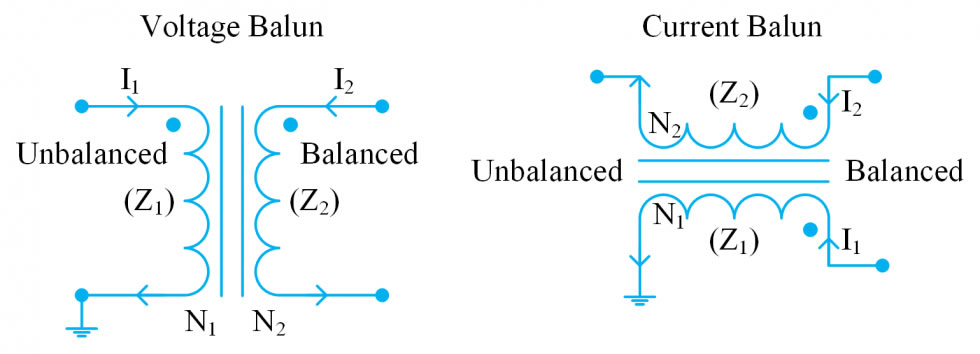 Voltage Balun
I₁
I₂
Unbalanced
Balanced
(Z₁)
(Z₂)
N₁
N₂
Current Balun
(Z₂)
I₂
N₂
Unbalanced
Balanced
N₁
(Z₁)
I₁